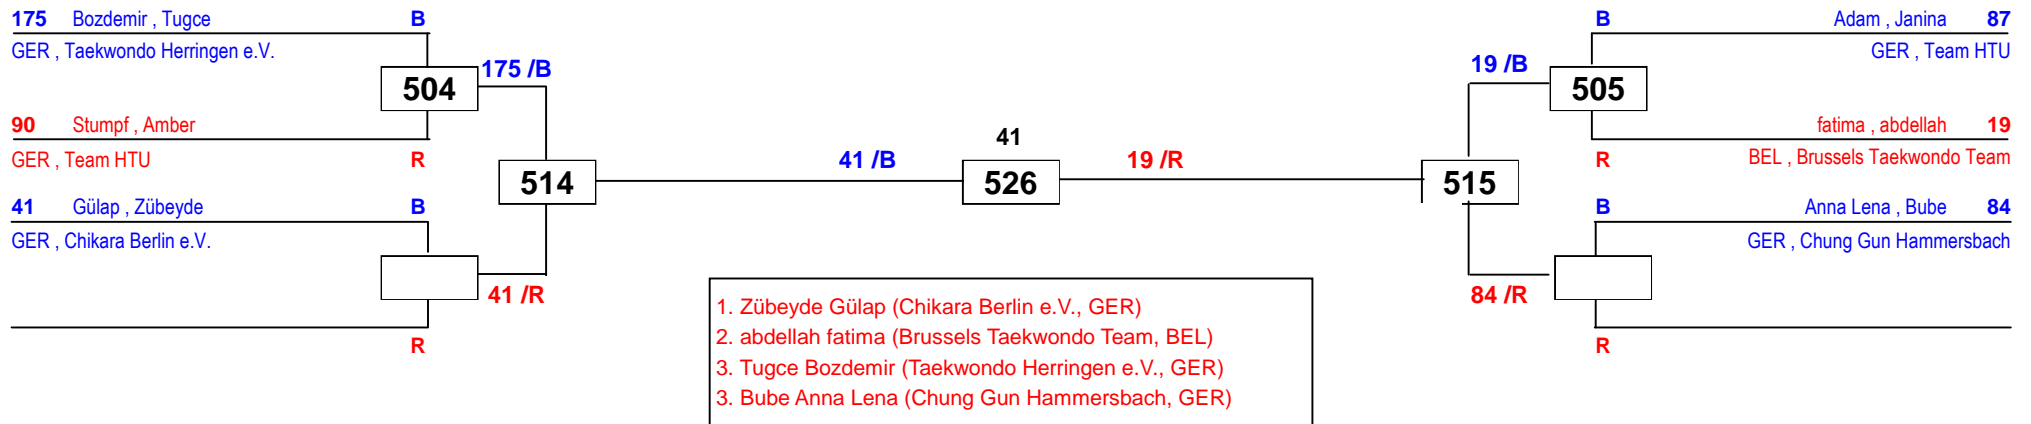 175 Bozdemir , Tugce B
GER , Taekwondo Herringen e.V.
504
175 /B
90 Stumpf , Amber
GER , Team HTU R
514
41 Gülap , Zübeyde B
GER , Chikara Berlin e.V.
41 /R
R
41 /B
41
526
19 /R
B Adam , Janina 87
GER , Team HTU
19 /B
505
fatima , abdellah 19
R BEL , Brussels Taekwondo Team
515
B Anna Lena , Bube 84
GER , Chung Gun Hammersbach
84 /R
R
1. Zübeyde Gülap (Chikara Berlin e.V., GER)
2. abdellah fatima (Brussels Taekwondo Team, BEL)
3. Tugce Bozdemir (Taekwondo Herringen e.V., GER)
3. Bube Anna Lena (Chung Gun Hammersbach, GER)